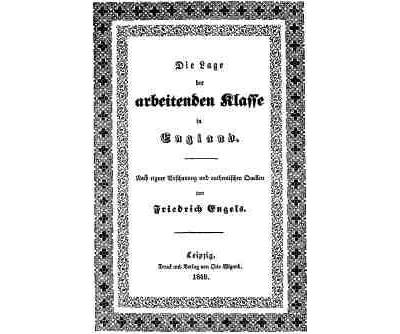 Die Lage
der
arbeitenden Klasse
in
England.
Nach eigner Anschauung und authentischen Quellen
von
Friedrich Engels.
Leipzig.
Druck und Verlag von Otto Wigand.